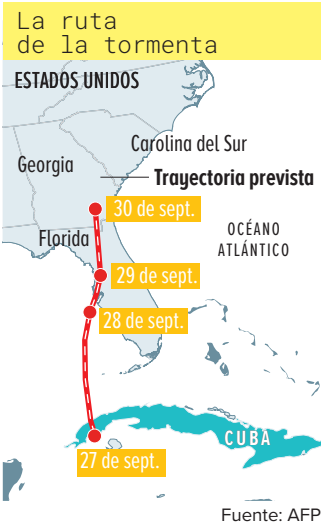 La ruta
de la tormenta
ESTADOS UNIDOS
Carolina del Sur
Georgia
Trayectoria prevista
30 de sept.
OCÉANO
ATLÁNTICO
Florida
29 de sept.
28 de sept.
CUBA
27 de sept.
Fuente: AFP